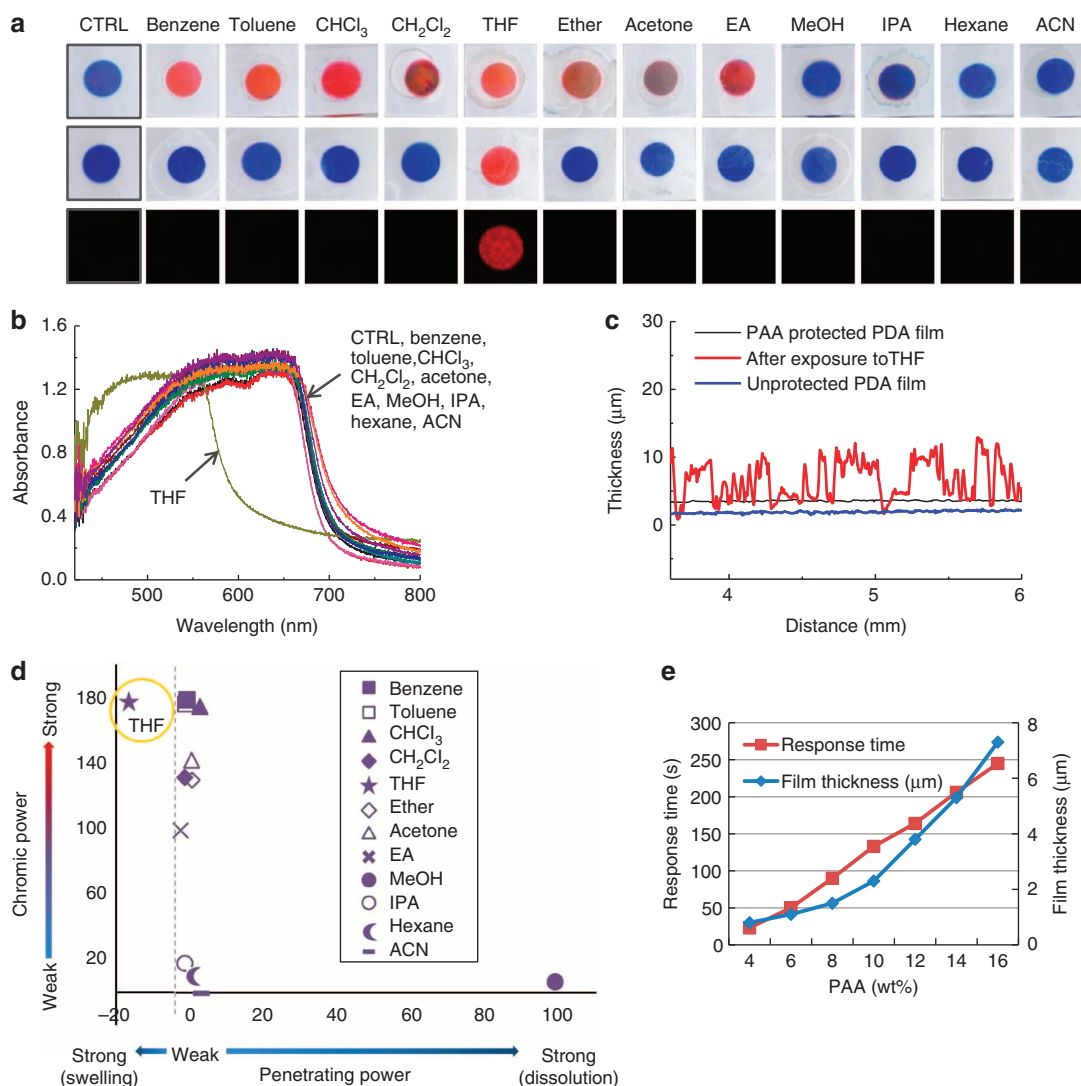 a
CTRL Benzene Toluene CHCl₃ CH₂Cl₂ THF Ether Acetone EA MeOH IPA Hexane ACN
b
1.6
1.2
0.8
0.4
0.0
Absorbance
500 600 700 800
Wavelength (nm)
CTRL, benzene,
toluene,CHCl₃,
CH₂Cl₂, acetone,
EA, MeOH, IPA,
hexane, ACN
THF
c
30
20
10
0
Thickness (μm)
PAA protected PDA film
After exposure toTHF
Unprotected PDA film
4 5 6
Distance (mm)
d
Strong
Chromic power
Weak
180
140
100
60
20
THF
Benzene
Toluene
CHCl₃
CH₂Cl₂
THF
Ether
Acetone
EA
MeOH
IPA
Hexane
ACN
–20 0 20 40 60 80 100
Strong
(swelling)
Weak
Penetrating power
Strong
(dissolution)
e
300
250
200
150
100
50
0
Response time (s)
Response time
Film thickness (μm)
8
6
4
2
0
Film thickness (μm)
4 6 8 10 12 14 16
PAA (wt%)